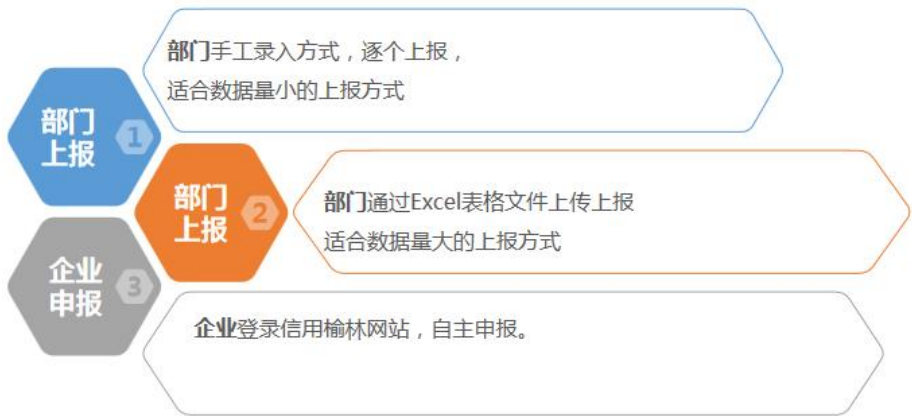 部门手工录入方式，逐个上报，
适合数据量小的上报方式
部门
上报
1
部门
上报
2
部门通过Excel表格文件上传上报
适合数据量大的上报方式
企业
申报
3
企业登录信用榆林网站，自主申报。